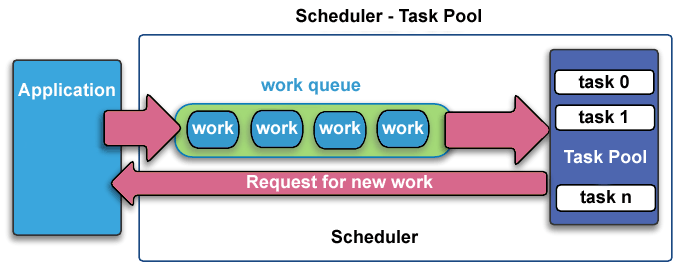 Scheduler - Task Pool
Application
work queue
work work work work
task 0
task 1
Task Pool
task n
Request for new work
Scheduler